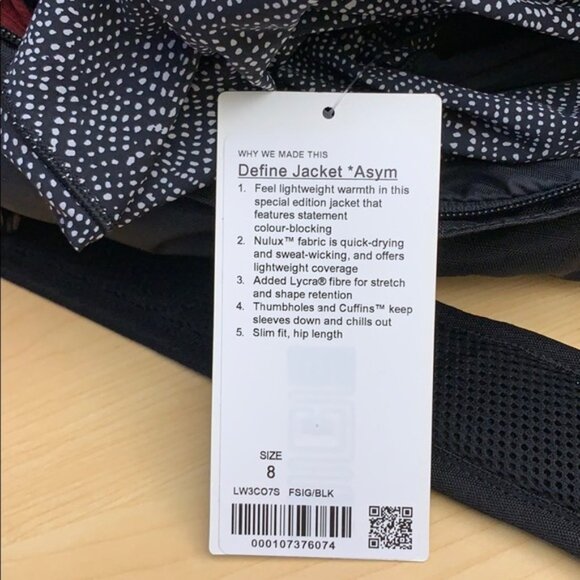 WHY WE MADE THIS
Define Jacket *Asym
1. Feel lightweight warmth in this
special edition jacket that
features statement
colour-blocking
2. Nulux™ fabric is quick-drying
and sweat-wicking, and offers
lightweight coverage
3. Added Lycra® fibre for stretch
and shape retention
4. Thumbholes and Cuffins™ keep
sleeves down and chills out
5. Slim fit, hip length
SIZE
8
LW3CO7S FSIG/BLK
000107376074